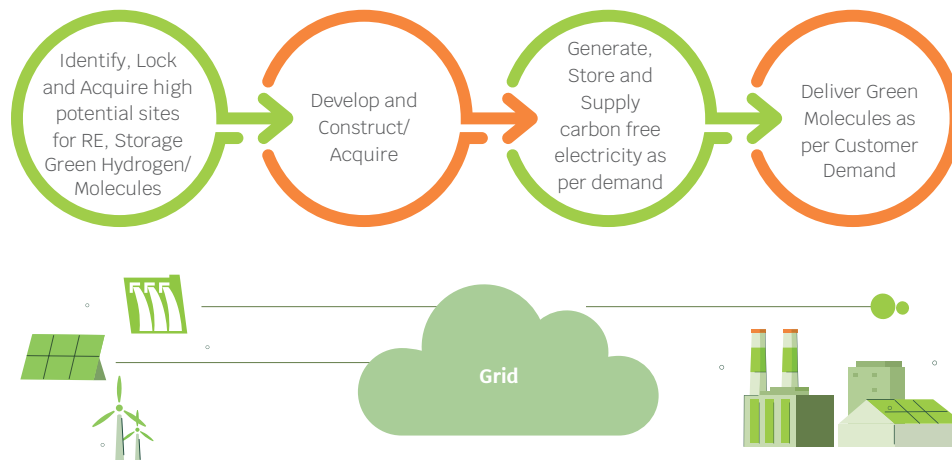 Identify, Lock
and Acquire high
potential sites
for RE, Storage
Green Hydrogen/
Molecules
Develop and
Construct/
Acquire
Generate,
Store and
Supply
carbon free
electricity as
per demand
Deliver Green
Molecules as
per Customer
Demand
Grid